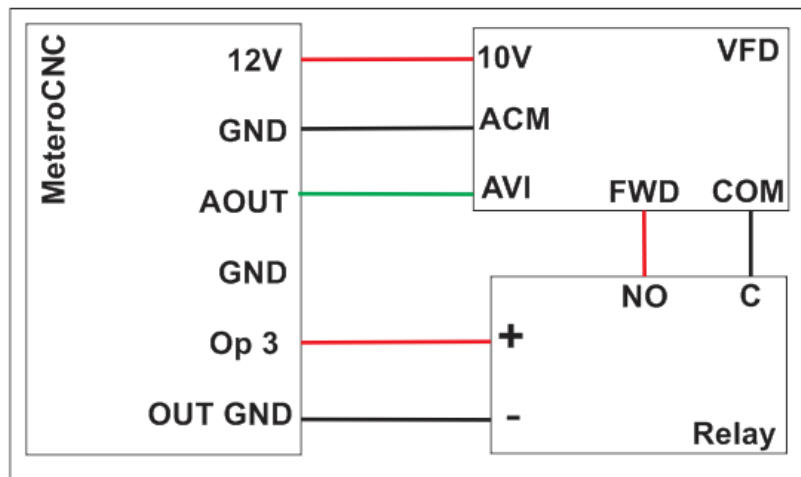 MeteroCNC
12V
GND
AOUT
GND
Op 3
OUT GND
10V
VFD
ACM
AVI
FWD
COM
NO
C
+
-
Relay